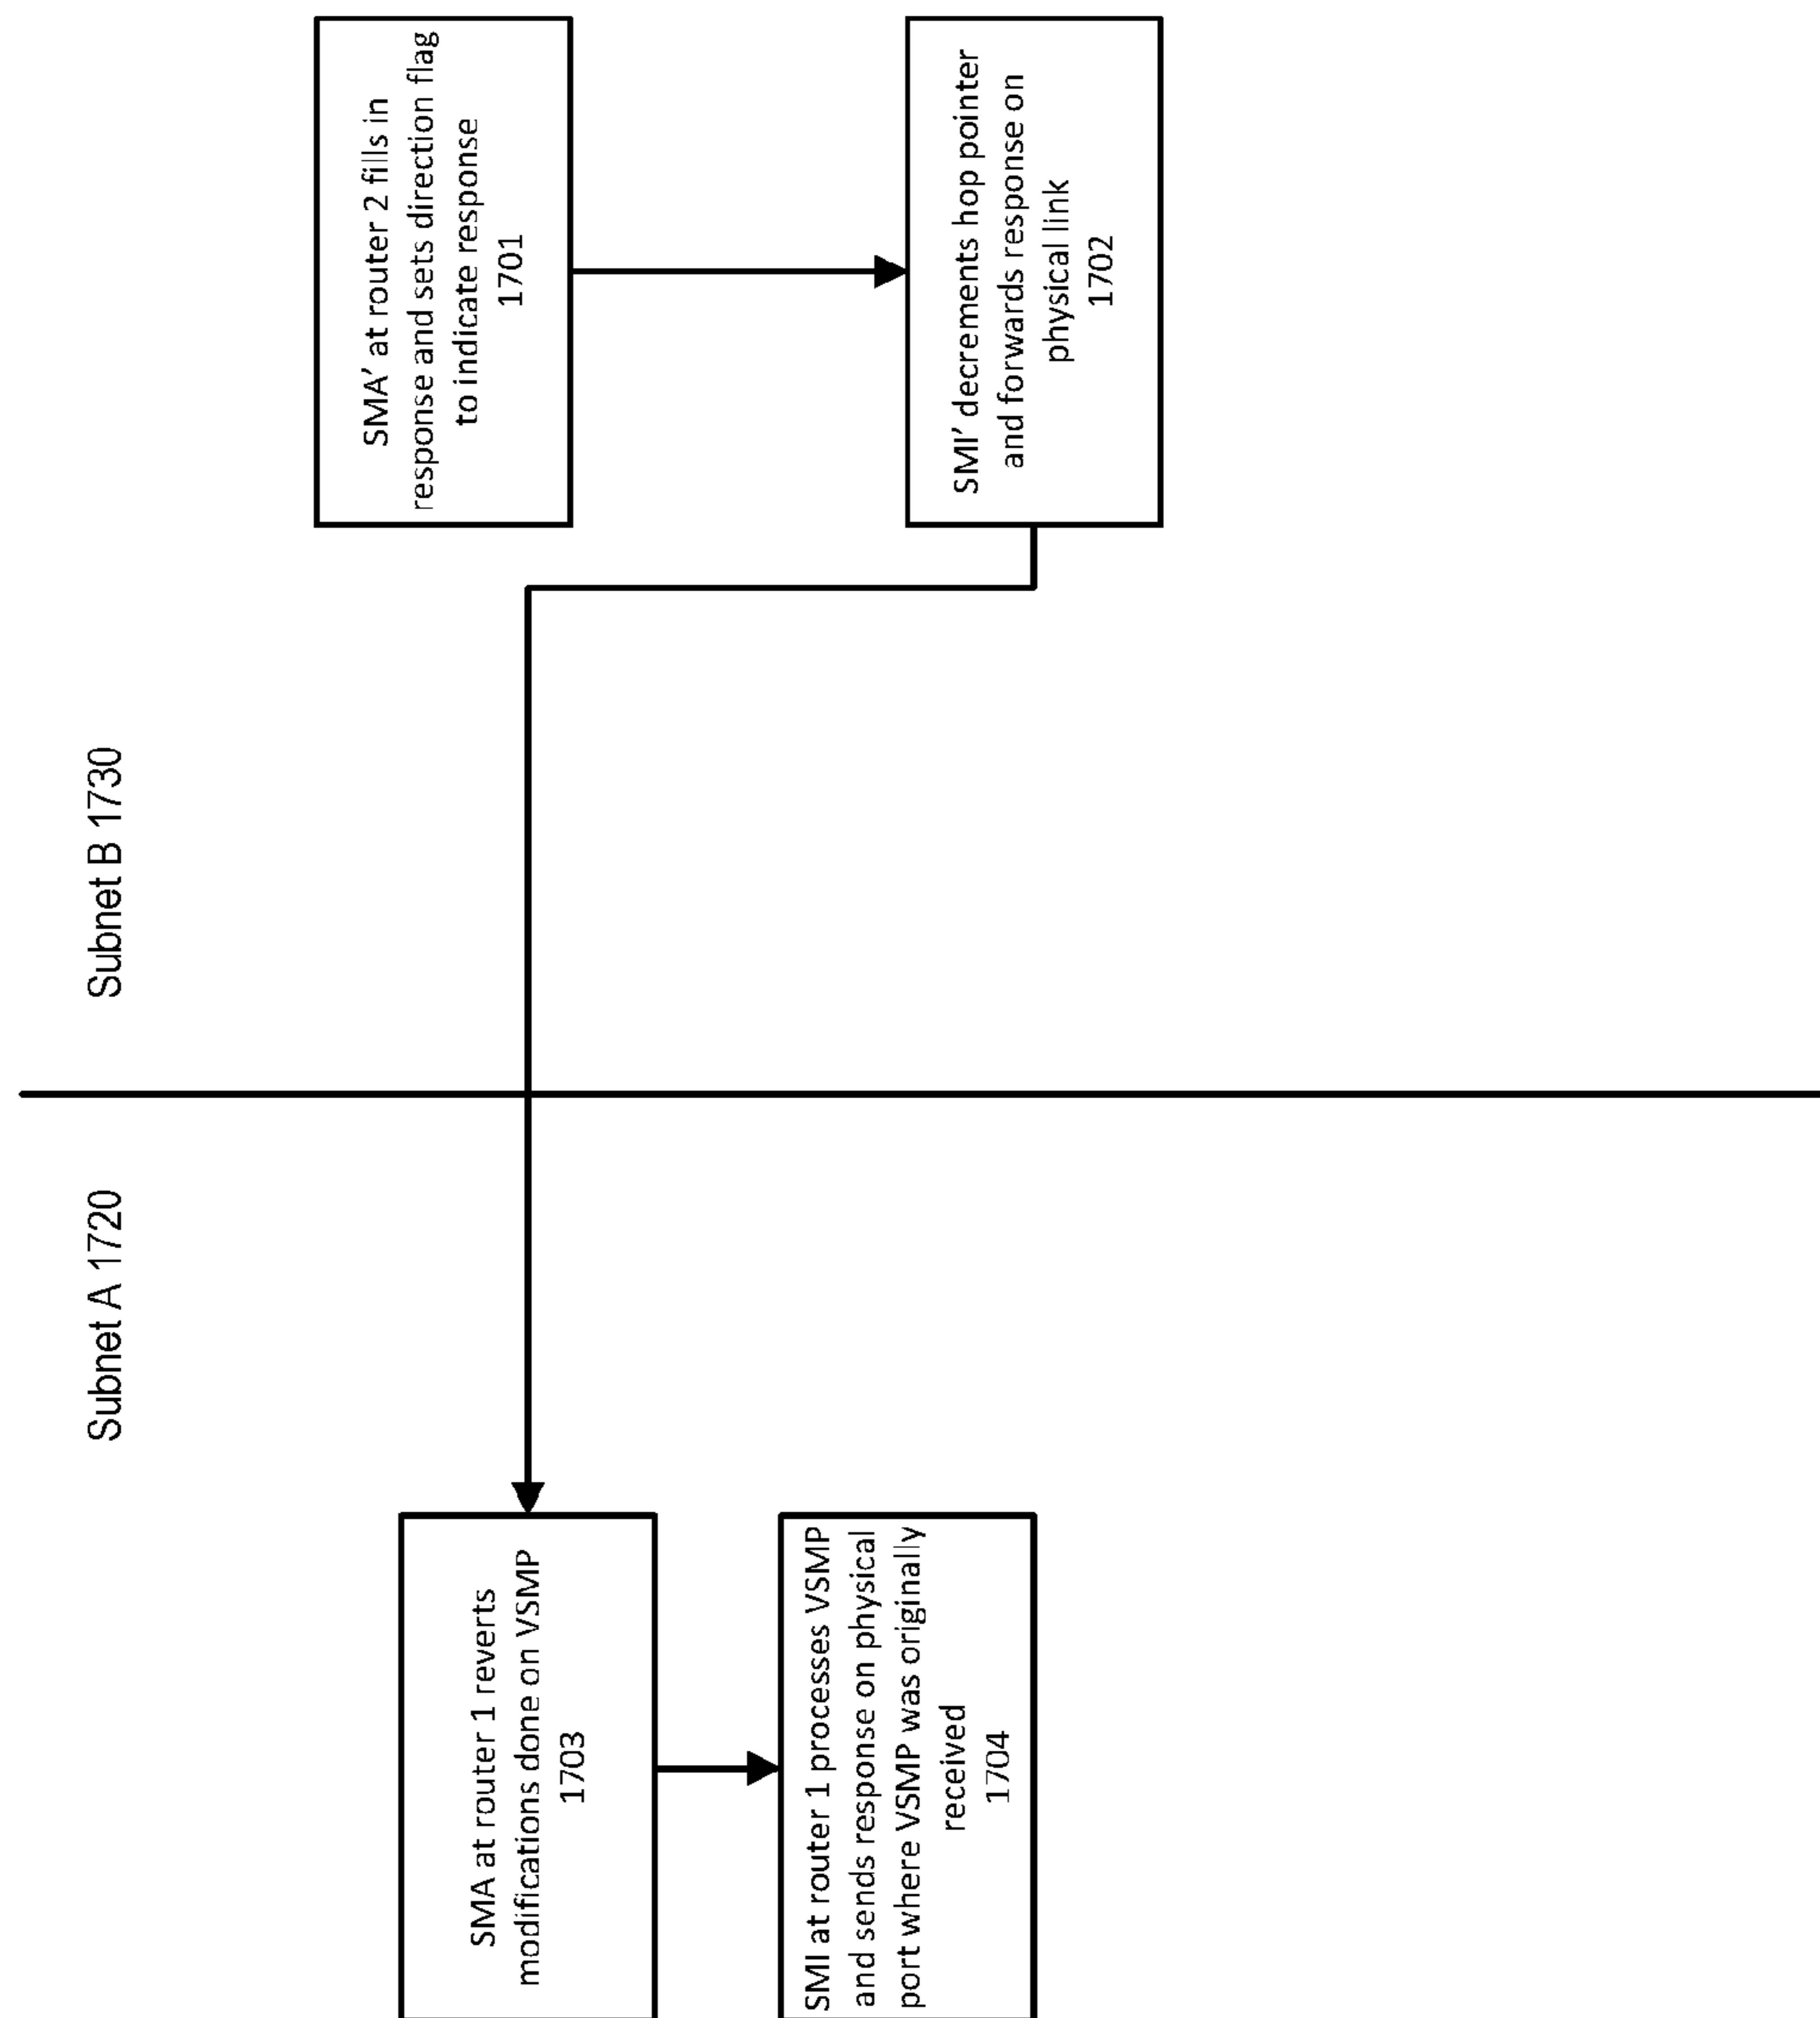 Subnet A 1720
Subnet B 1730
SMA’ at router 2 fills in
response and sets direction flag
to indicate response
1701
SMI’ decrements hop pointer
and forwards response on
physical link
1702
SMA at router 1 reverts
modifications done on VSMP
1703
SMI at router 1 processes VSMP
and sends response on physical
port where VSMP was originally
received
1704